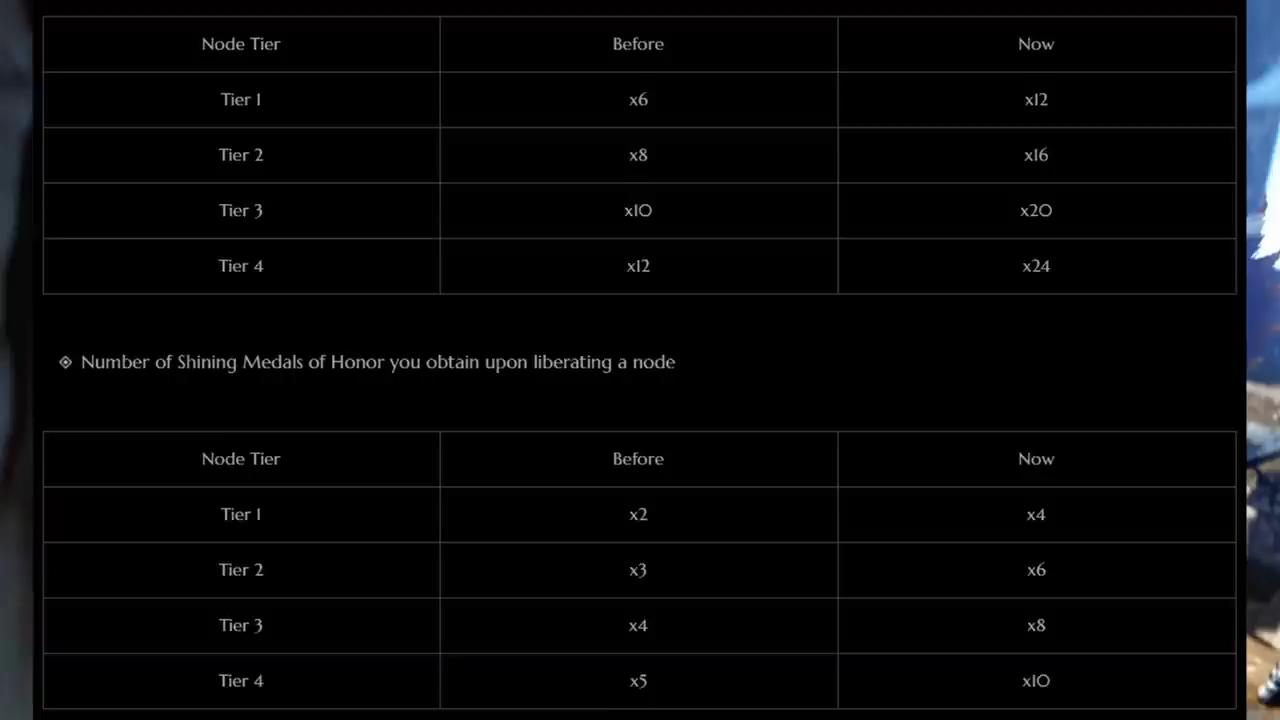 Node Tier Before Now
Tier 1 x6 x12
Tier 2 x8 x16
Tier 3 x10 x20
Tier 4 x12 x24
Number of Shining Medals of Honor you obtain upon liberating a node
Node Tier Before Now
Tier 1 x2 x4
Tier 2 x3 x6
Tier 3 x4 x8
Tier 4 x5 x10